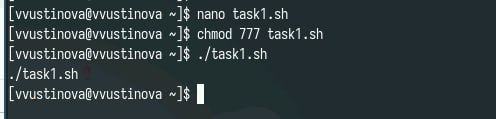 [vvustinova@vvustinova ~]$ nano task1.sh
[vvustinova@vvustinova ~]$ chmod 777 task1.sh
[vvustinova@vvustinova ~]$ ./task1.sh
./task1.sh
[vvustinova@vvustinova ~]$